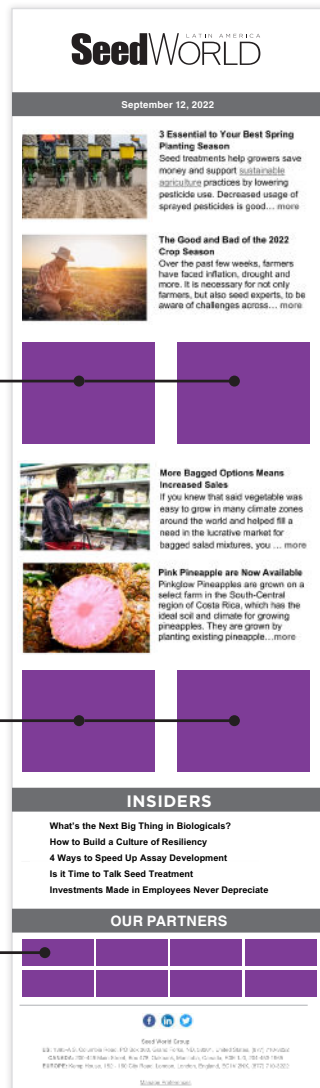 LATIN AMERICA
SeedWORLD
September 12, 2022
3 Essential to Your Best Spring
Planting Season
Seed treatments help growers save
money and support sustainable
agriculture practices by lowering
pesticide use. Decreased usage of
sprayed pesticides is good... more
The Good and Bad of the 2022
Crop Season
Over the past few weeks, farmers
have faced inflation, drought and
more. It is necessary for not only
farmers, but also seed experts, to be
aware of challenges across... more
More Bagged Options Means
Increased Sales
If you knew that said vegetable was
easy to grow in many climate zones
around the world and helped fill a
need in the lucrative market for
bagged salad mixtures, you ... more
Pink Pineapple are Now Available
Pinkglow Pineapples are grown on a
select farm in the South-Central
region of Costa Rica, which has the
ideal soil and climate for growing
pineapples. They are grown by
planting existing pineapple...more
INSIDERS
What's the Next Big Thing in Biologicals?
How to Build a Culture of Resiliency
4 Ways to Speed Up Assay Development
Is it Time to Talk Seed Treatment
Investments Made in Employees Never Depreciate
OUR PARTNERS
Seed World Group